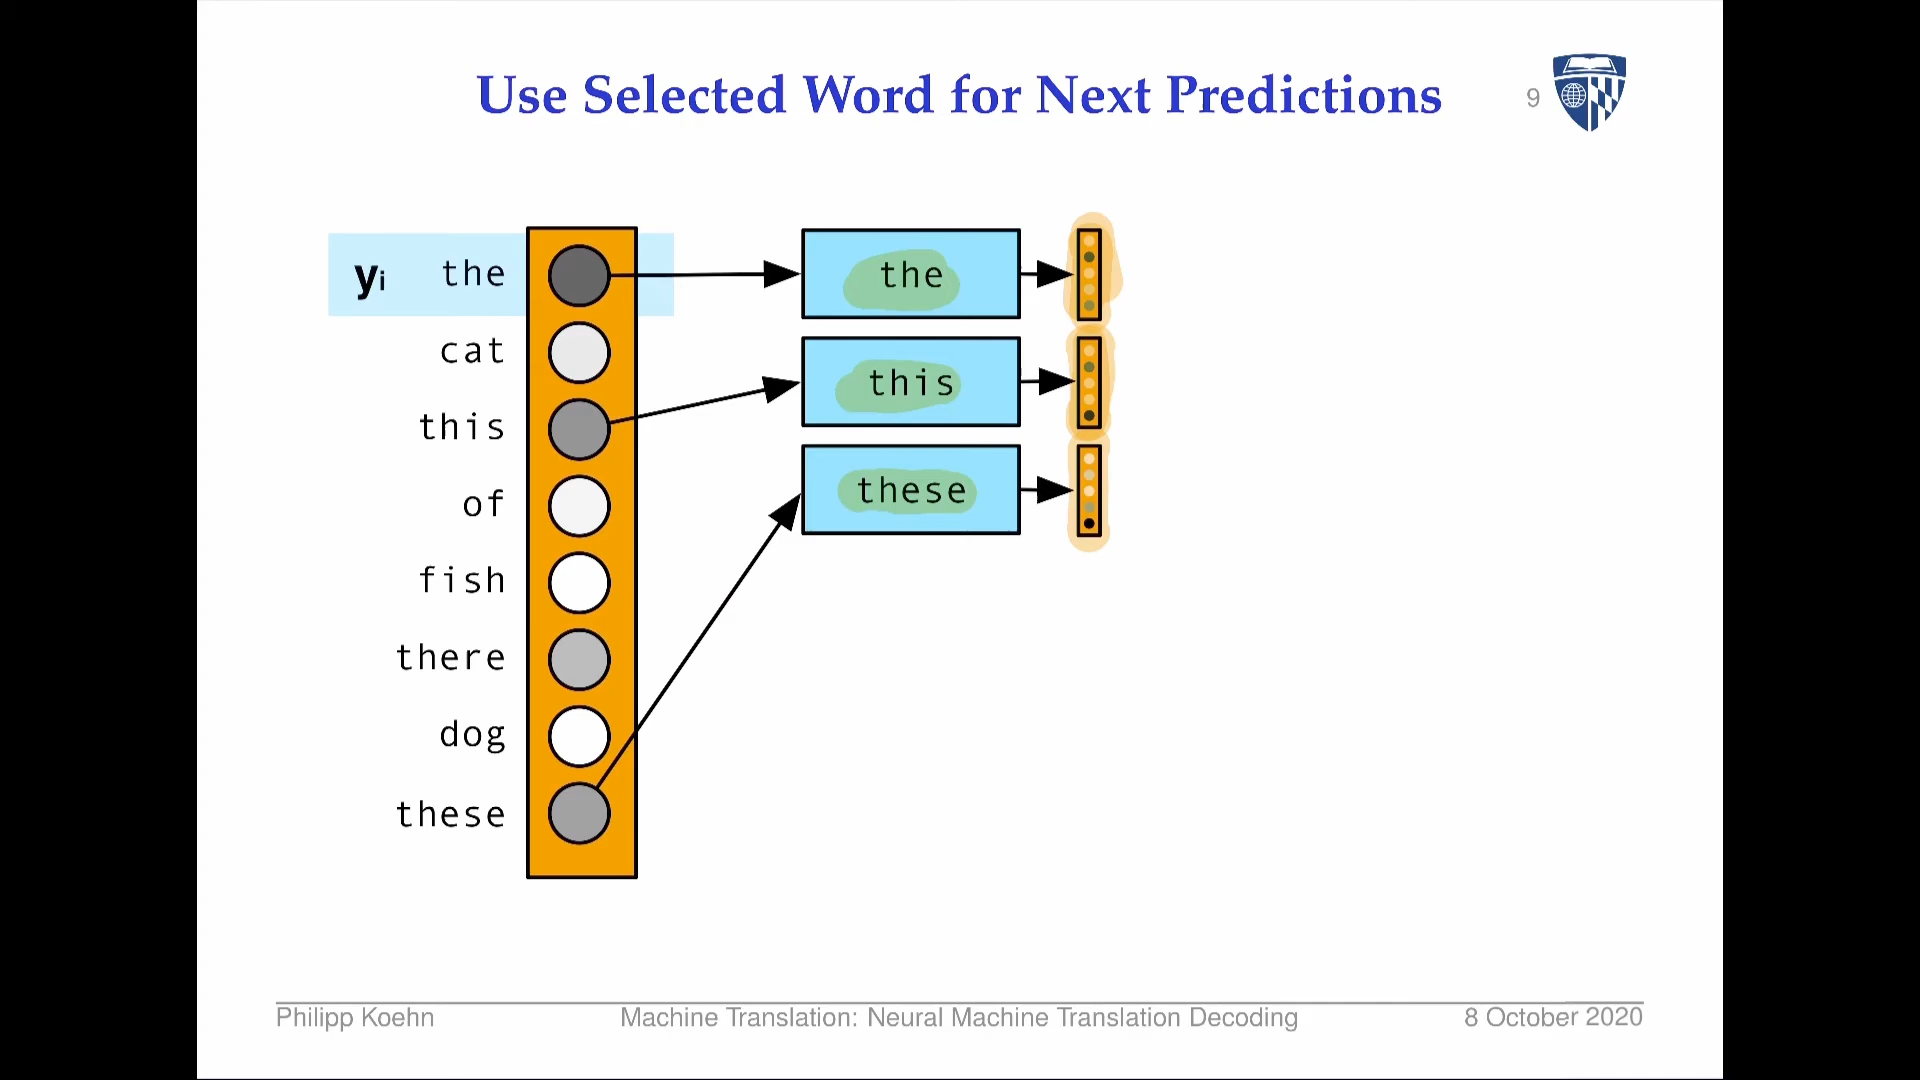 Use Selected Word for Next Predictions
9
yi the
cat
this
of
fish
there
dog
these
the
this
these
Philipp Koehn
Machine Translation: Neural Machine Translation Decoding
8 October 2020